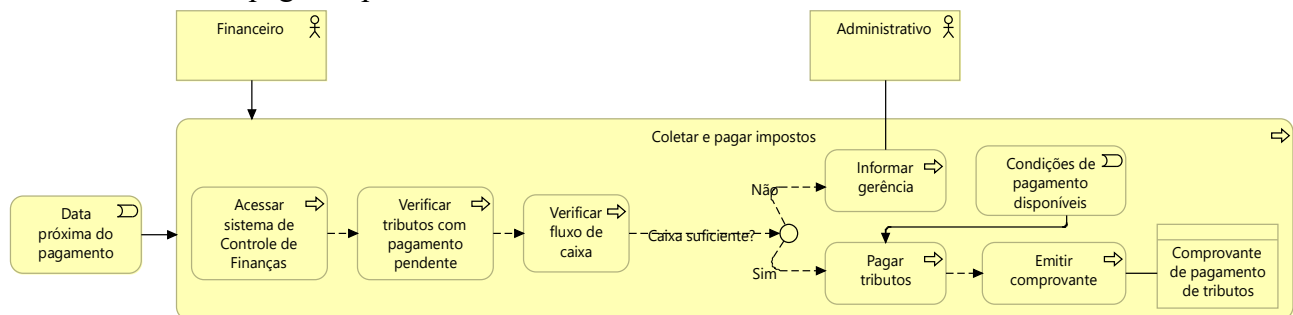 Financeiro
Administrativo
Coletar e pagar impostos
Data
próxima do
pagamento
Acessar
sistema de
Controle de
Finanças
Verificar
tributos com
pagamento
pendente
Verificar
fluxo de
caixa
Caixa suficiente?
Não
Sim
Informar
gerência
Condições de
pagamento
disponíveis
Pagar
tributos
Emitir
comprovante
Comprovante
de pagamento
de tributos